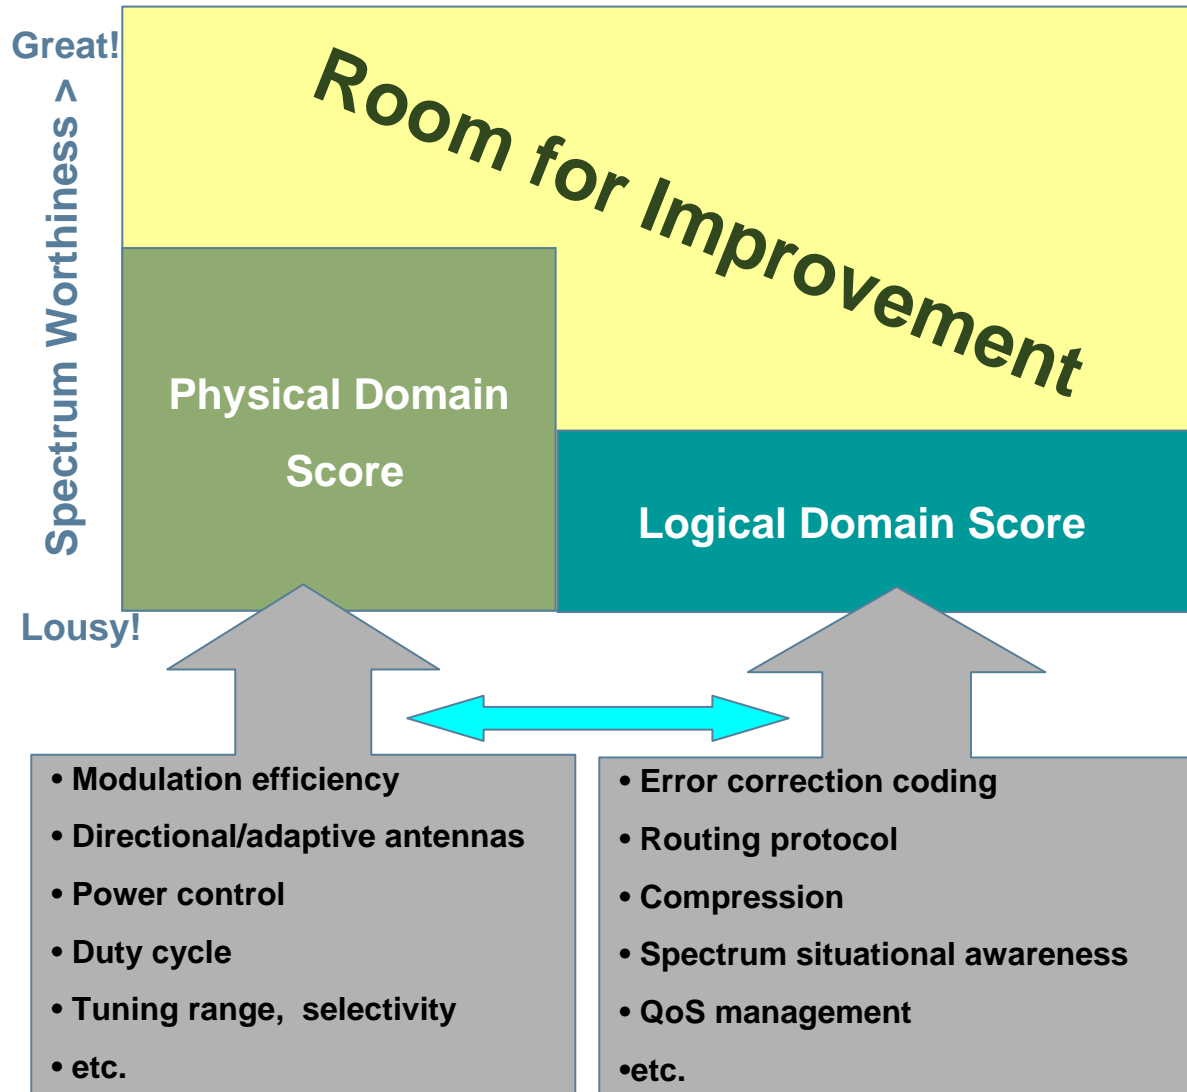 Great!
Spectrum Worthiness >
Room for Improvement
Physical Domain
Score
Logical Domain Score
Lousy!
• Modulation efficiency
• Directional/adaptive antennas
• Power control
• Duty cycle
• Tuning range,  selectivity
• etc.
• Error correction coding
• Routing protocol
• Compression
• Spectrum situational awareness
• QoS management
•etc.